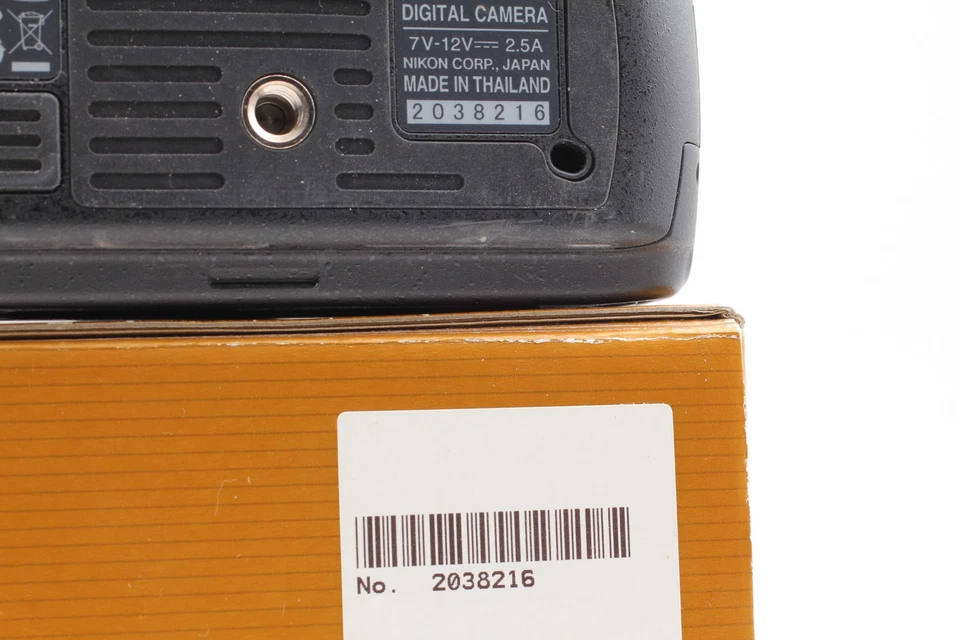 DIGITAL CAMERA
7V-12V⎓ 2.5A
NIKON CORP., JAPAN
MADE IN THAILAND
2038216
No. 2038216